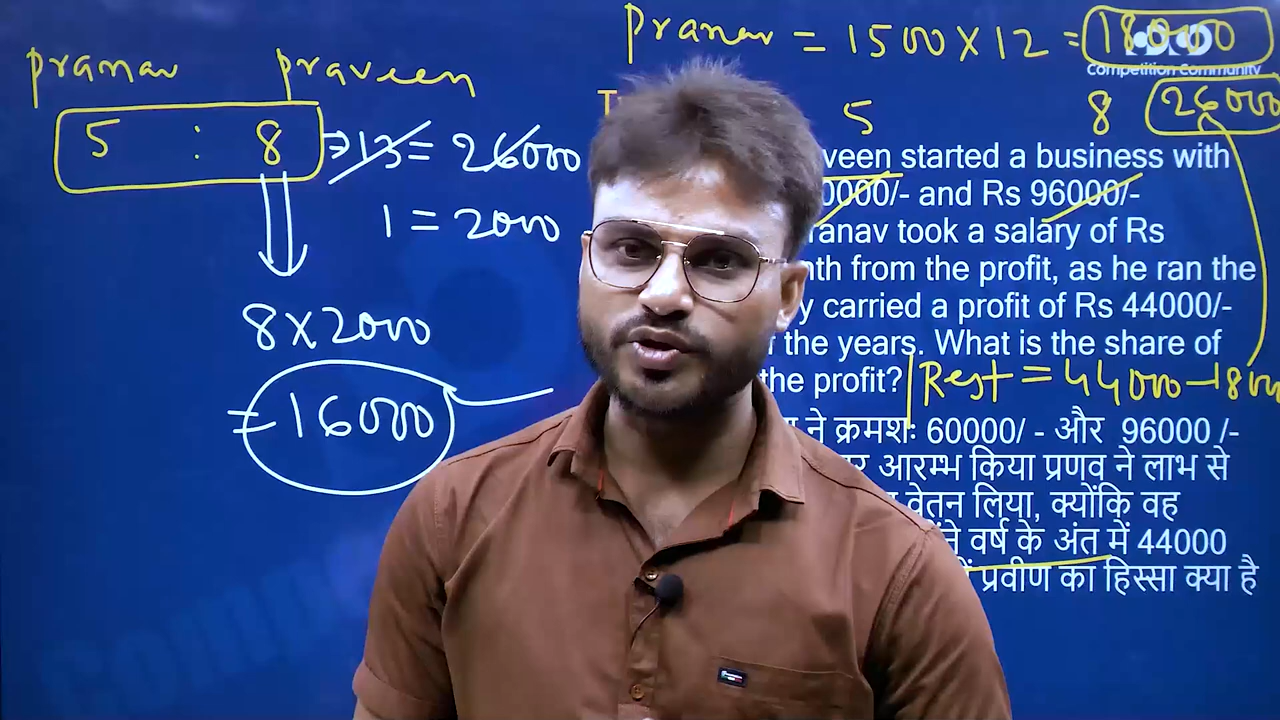 Pranav = 1500 X 12 = 18000
Competition Community
pranav praveen
5 8 26000
5 : 8 => 13 = 26000
veen started a business with
0000/- and Rs 96000/-
1 = 2000
ranav took a salary of Rs
nth from the profit, as he ran the
y carried a profit of Rs 44000/-
8 X 2000
f the years. What is the share of
the profit? Rest = 44000 - 1800
= 16000
ने क्रमशः 60000/ - और 96000 /-
र आरम्भ किया प्रणव ने लाभ से
वेतन लिया, क्योंकि वह
ने वर्ष के अंत में 44000
प्रवीण का हिस्सा क्या है